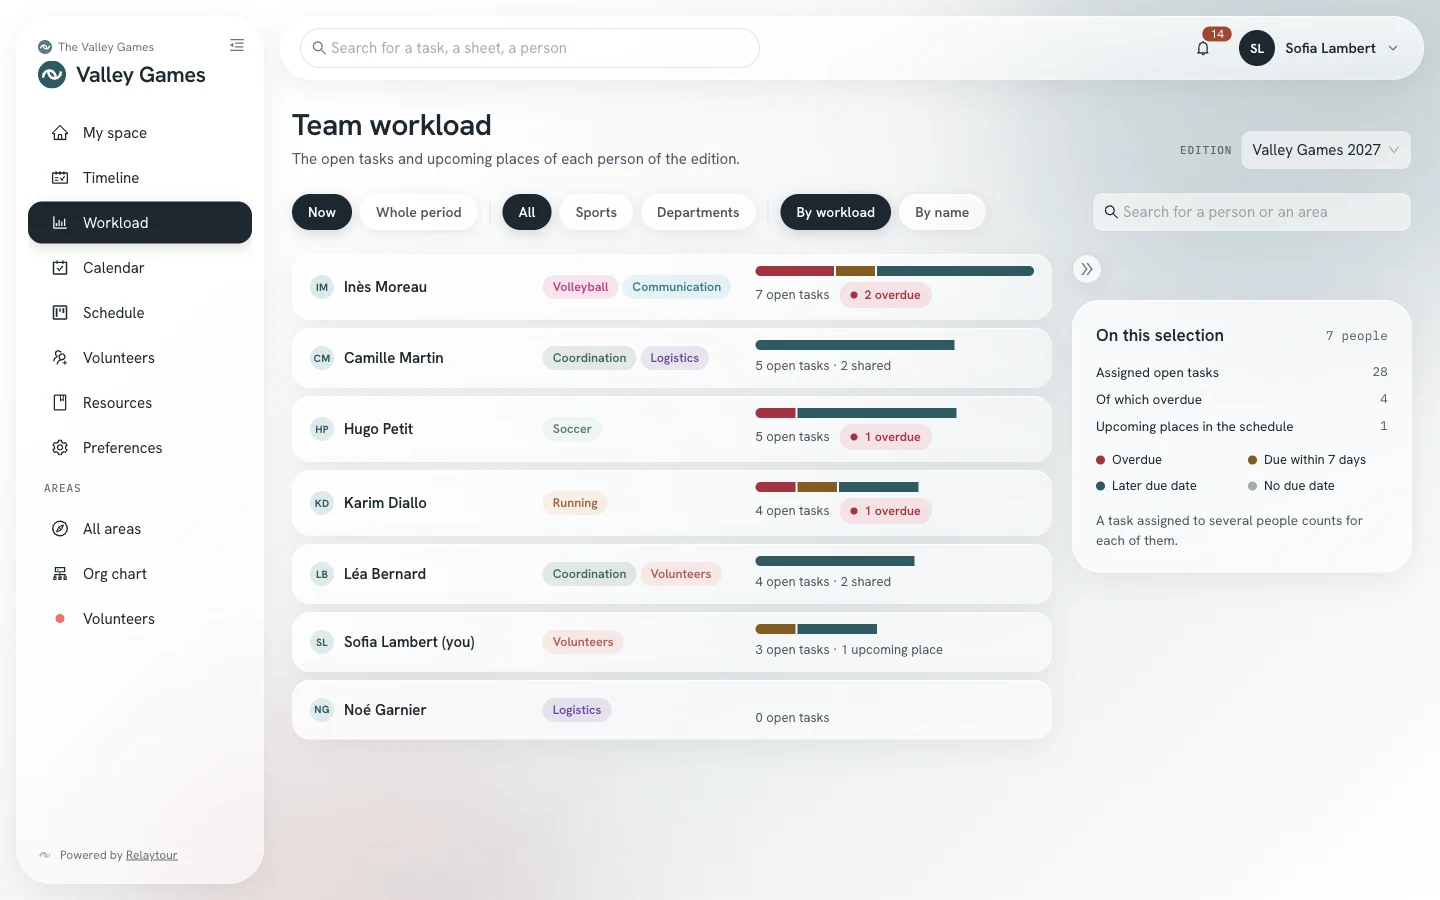 The Valley Games
Valley Games
My space
Timeline
Workload
Calendar
Schedule
Volunteers
Resources
Preferences
AREAS
All areas
Org chart
Volunteers
Powered by Relaytour
Search for a task, a sheet, a person
14
SL
Sofia Lambert
Team workload
The open tasks and upcoming places of each person of the edition.
EDITION
Valley Games 2027
Now
Whole period
All
Sports
Departments
By workload
By name
Search for a person or an area
IM
Inès Moreau
Volleyball
Communication
7 open tasks
2 overdue
CM
Camille Martin
Coordination
Logistics
5 open tasks · 2 shared
HP
Hugo Petit
Soccer
5 open tasks
1 overdue
KD
Karim Diallo
Running
4 open tasks
1 overdue
LB
Léa Bernard
Coordination
Volunteers
4 open tasks · 2 shared
SL
Sofia Lambert (you)
Volunteers
3 open tasks · 1 upcoming place
NG
Noé Garnier
Logistics
0 open tasks
On this selection
7 people
Assigned open tasks
28
Of which overdue
4
Upcoming places in the schedule
1
Overdue
Due within 7 days
Later due date
No due date
A task assigned to several people counts for
each of them.